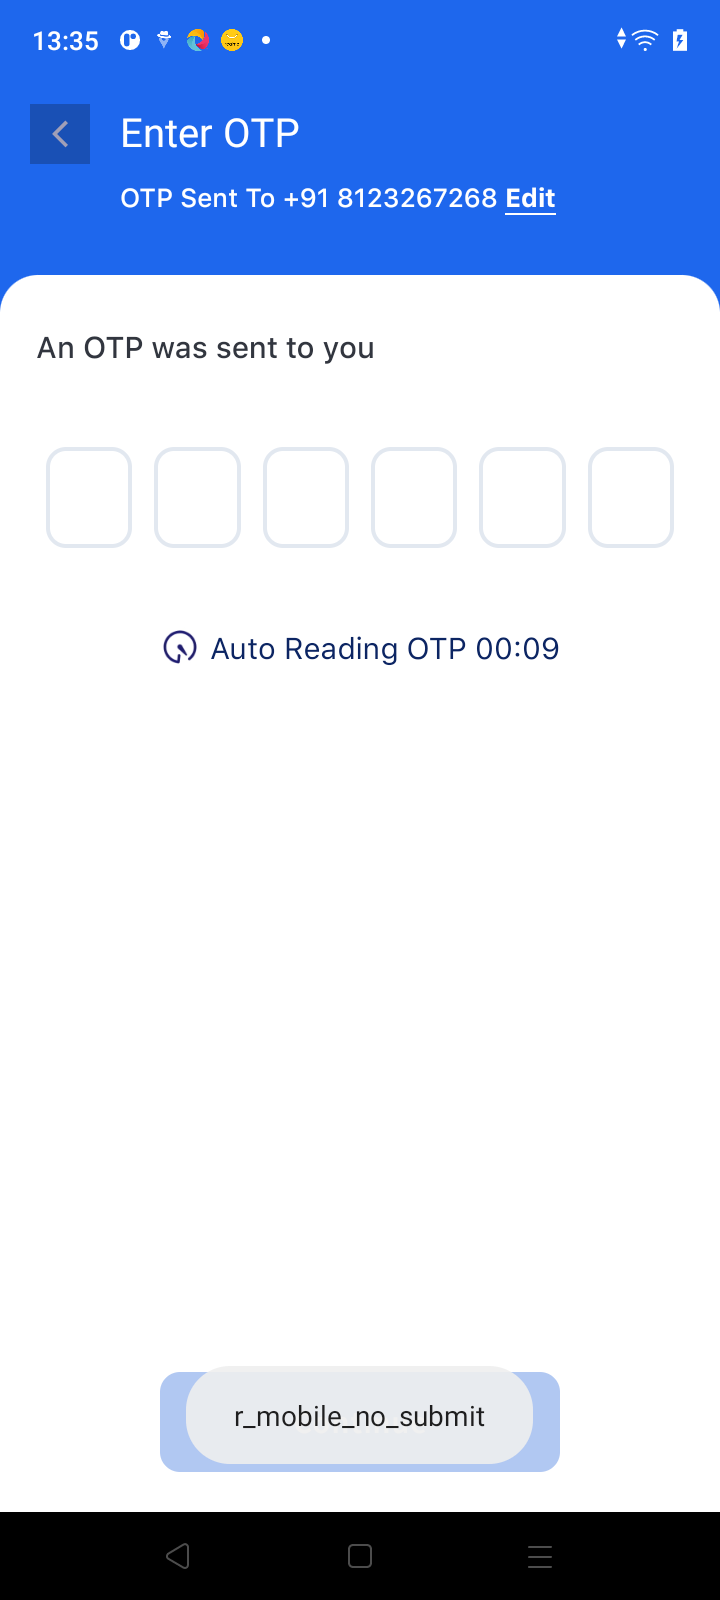 13:35
Enter OTP
OTP Sent To +91 8123267268 Edit
An OTP was sent to you
Auto Reading OTP 00:09
r_mobile_no_submit